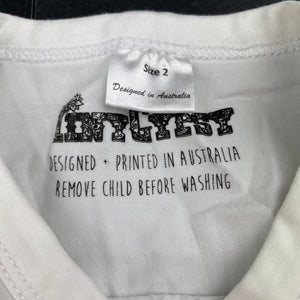 Size 2
Designed in Australia
DESIGNED + PRINTED IN AUSTRALIA
REMOVE CHILD BEFORE WASHING